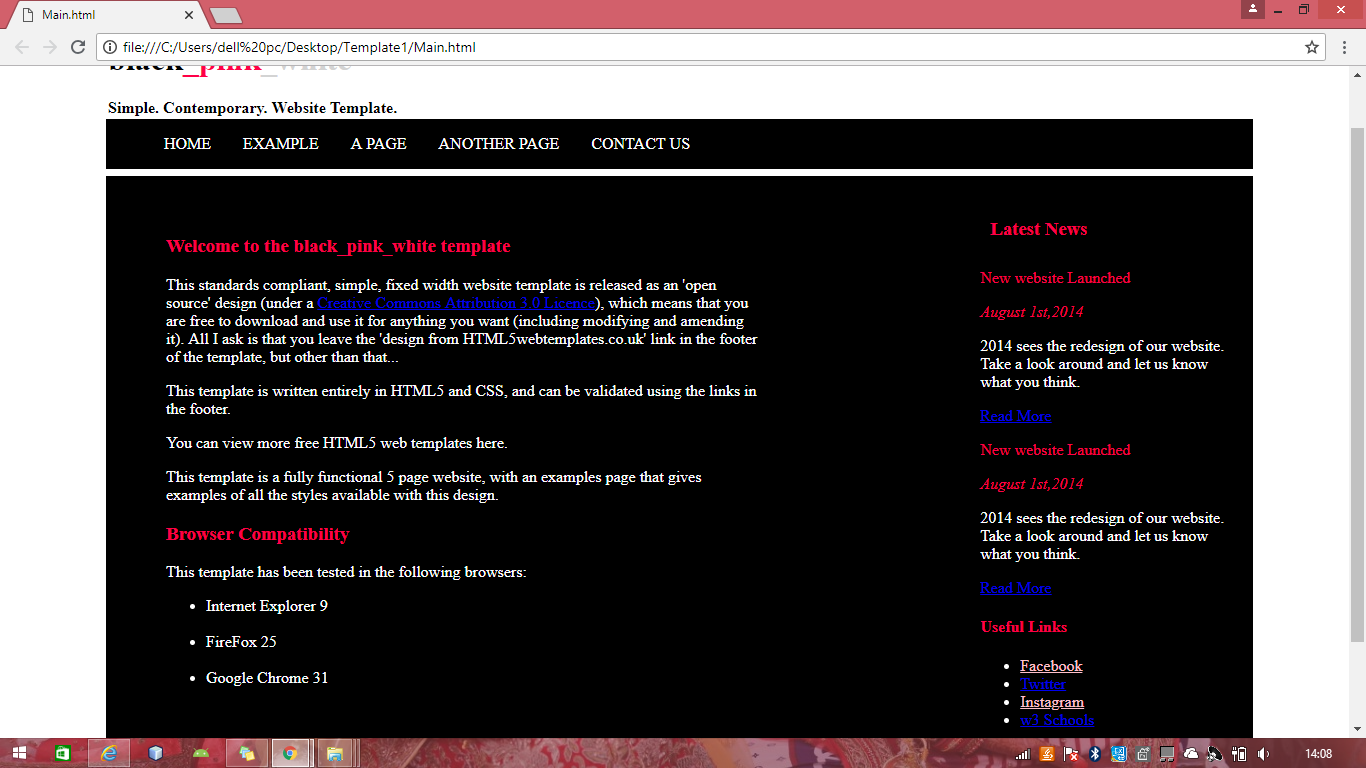 Main.html
file:///C:/Users/dell%20pc/Desktop/Template1/Main.html
black_pink_white
Simple. Contemporary. Website Template.
HOME EXAMPLE A PAGE ANOTHER PAGE CONTACT US
Welcome to the black_pink_white template
This standards compliant, simple, fixed width website template is released as an 'open
source' design (under a Creative Commons Attribution 3.0 Licence), which means that you
are free to download and use it for anything you want (including modifying and amending
it). All I ask is that you leave the 'design from HTML5webtemplates.co.uk' link in the footer
of the template, but other than that...
This template is written entirely in HTML5 and CSS, and can be validated using the links in
the footer.
You can view more free HTML5 web templates here.
This template is a fully functional 5 page website, with an examples page that gives
examples of all the styles available with this design.
Browser Compatibility
This template has been tested in the following browsers:
Internet Explorer 9
FireFox 25
Google Chrome 31
Latest News
New website Launched
August 1st,2014
2014 sees the redesign of our website.
Take a look around and let us know
what you think.
Read More
New website Launched
August 1st,2014
2014 sees the redesign of our website.
Take a look around and let us know
what you think.
Read More
Useful Links
Facebook
Twitter
Instagram
w3 Schools
14:08